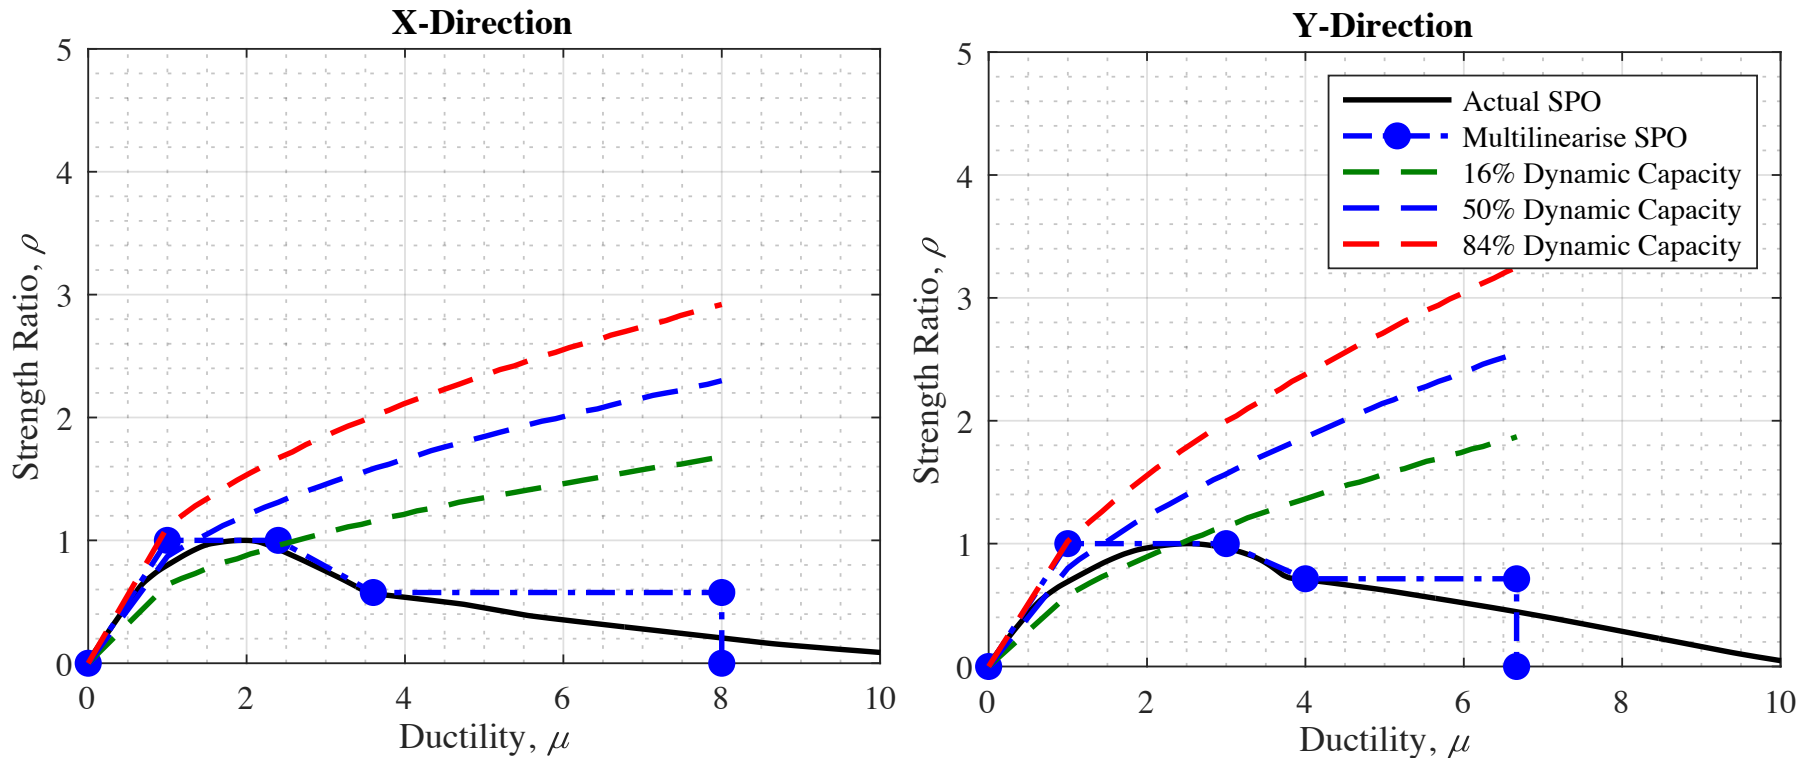 X-Direction
5
4
3
2
1
0
0 2 4 6 8 10
Strength Ratio, ρ
Ductility, μ
Y-Direction
5
4
3
2
1
0
0 2 4 6 8 10
Strength Ratio, ρ
Ductility, μ
Actual SPO
Multilinearise SPO
16% Dynamic Capacity
50% Dynamic Capacity
84% Dynamic Capacity